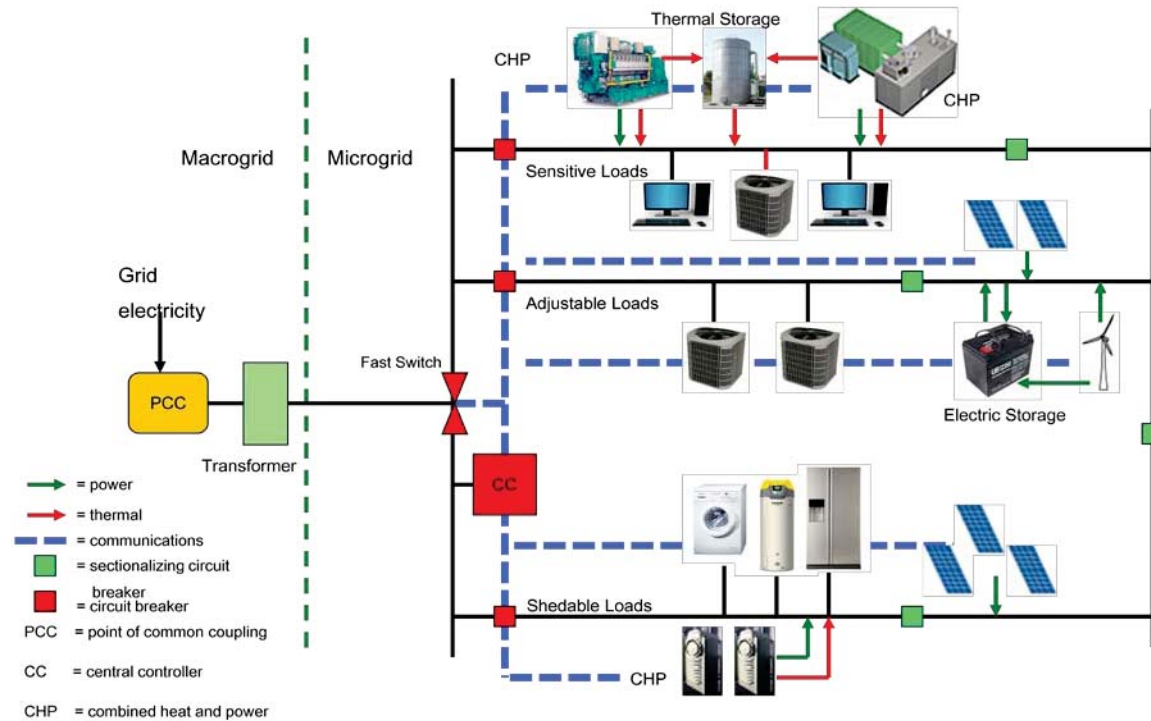 Thermal Storage
CHP
CHP
Macrogrid
Microgrid
Sensitive Loads
Grid
electricity
Adjustable Loads
Fast Switch
PCC
Electric Storage
Transformer
CC
= power
= thermal
= communications
= sectionalizing circuit
breaker
= circuit breaker
Shedable Loads
PCC = point of common coupling
CC = central controller
CHP
CHP = combined heat and power